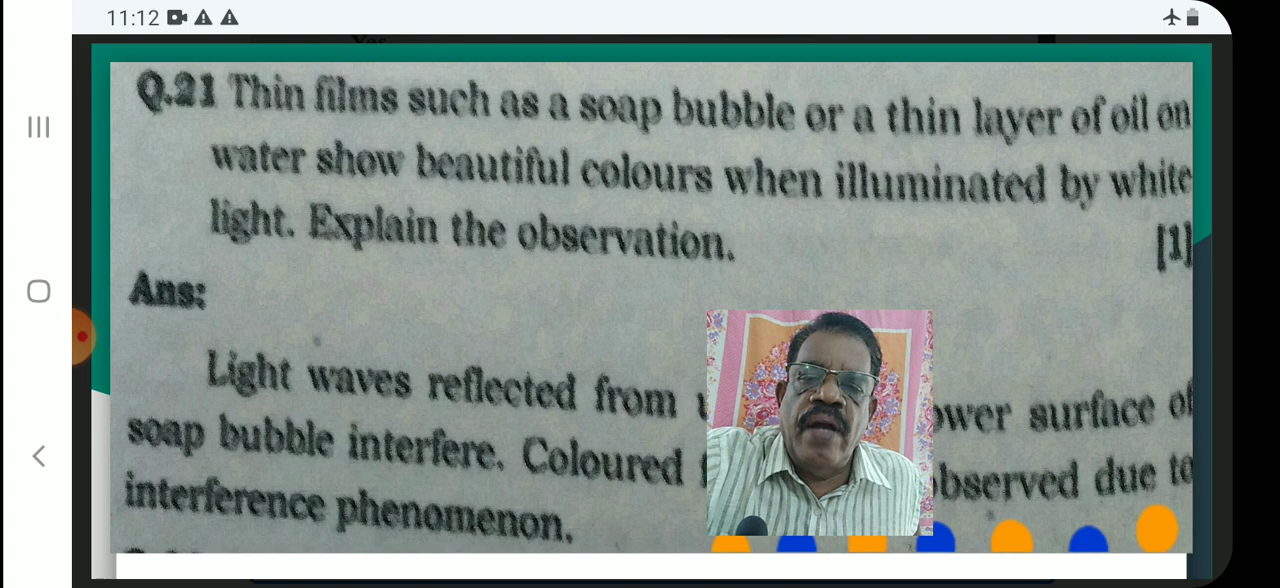 11:12
Q.21 Thin films such as a soap bubble or a thin layer of oil on
water show beautiful colours when illuminated by white
light. Explain the observation.
[1]
Ans:
Light waves reflected from ower surface of
soap bubble interfere. Coloured observed due to
interference phenomenon.